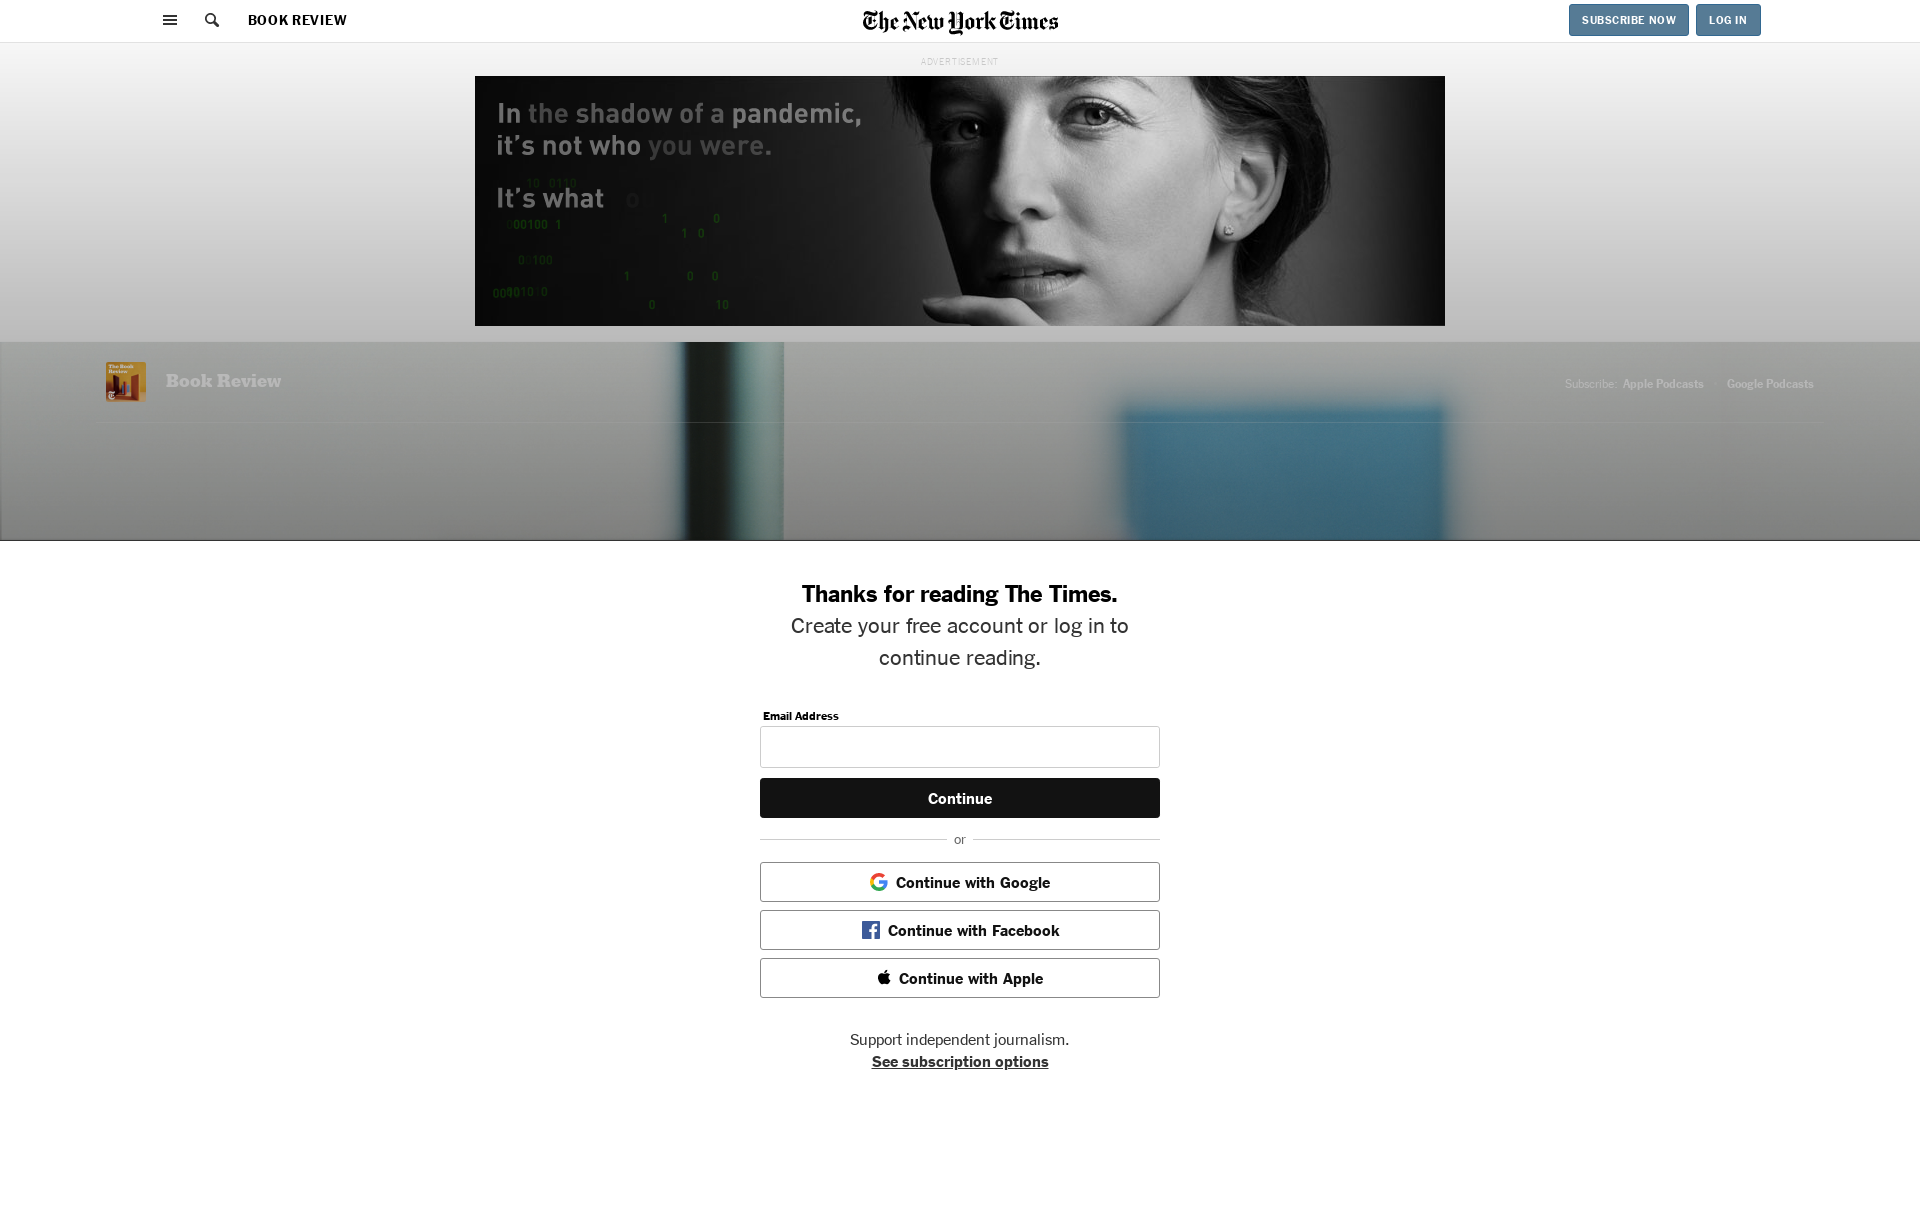 BOOK REVIEW
The New York Times
SUBSCRIBE NOW
LOG IN
ADVERTISEMENT
In the shadow of a pandemic,
it's not who you were.
It's what
The Book
Review
Book Review
Subscribe:
Apple Podcasts
Google Podcasts
Thanks for reading The Times.
Create your free account or log in to
continue reading.
Email Address
Continue
or
Continue with Google
Continue with Facebook
Continue with Apple
Support independent journalism.
See subscription options